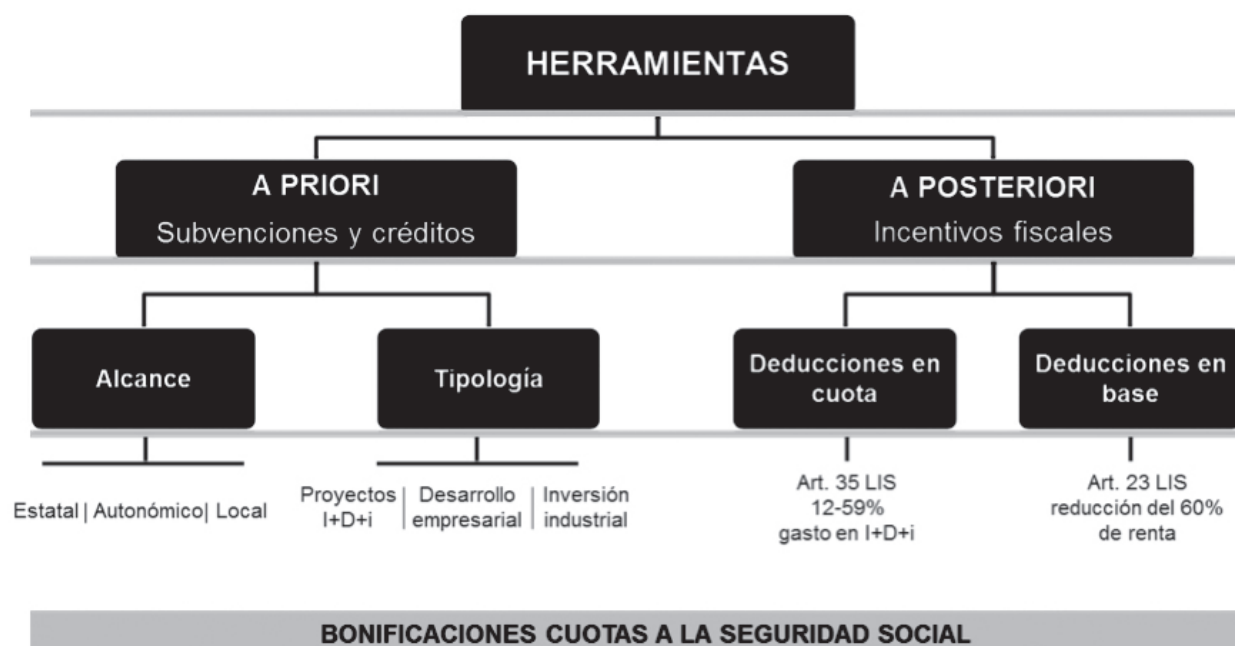 HERRAMIENTAS
A PRIORI
Subvenciones y créditos
A POSTERIORI
Incentivos fiscales
Alcance
Tipología
Deducciones en
cuota
Deducciones en
base
Estatal | Autonómico| Local
Proyectos
I+D+i
Desarrollo
empresarial
Inversión
industrial
Art. 35 LIS
12-59%
gasto en I+D+i
Art. 23 LIS
reducción del 60%
de renta
BONIFICACIONES CUOTAS A LA SEGURIDAD SOCIAL